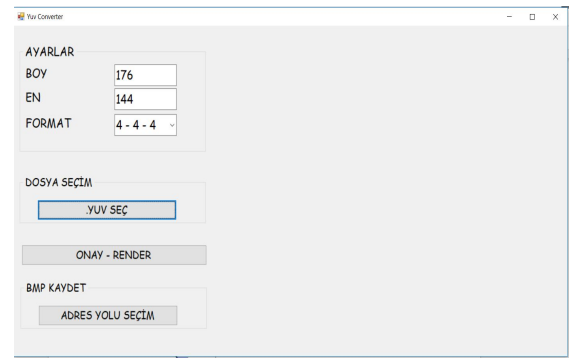 Yuv Converter
AYARLAR
BOY 176
EN 144
FORMAT 4 - 4 - 4
DOSYA SEÇİM
.YUV SEÇ
ONAY - RENDER
BMP KAYDET
ADRES YOLU SEÇİM